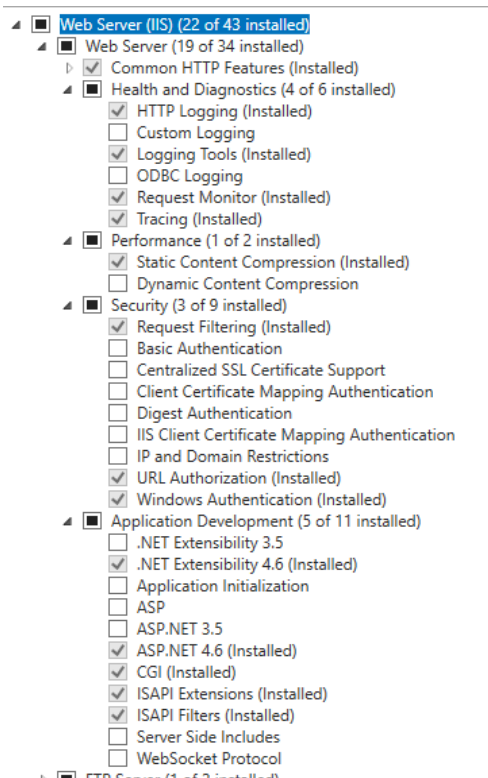 Web Server (IIS) (22 of 43 installed)
Web Server (19 of 34 installed)
Common HTTP Features (Installed)
Health and Diagnostics (4 of 6 installed)
HTTP Logging (Installed)
Custom Logging
Logging Tools (Installed)
ODBC Logging
Request Monitor (Installed)
Tracing (Installed)
Performance (1 of 2 installed)
Static Content Compression (Installed)
Dynamic Content Compression
Security (3 of 9 installed)
Request Filtering (Installed)
Basic Authentication
Centralized SSL Certificate Support
Client Certificate Mapping Authentication
Digest Authentication
IIS Client Certificate Mapping Authentication
IP and Domain Restrictions
URL Authorization (Installed)
Windows Authentication (Installed)
Application Development (5 of 11 installed)
.NET Extensibility 3.5
.NET Extensibility 4.6 (Installed)
Application Initialization
ASP
ASP.NET 3.5
ASP.NET 4.6 (Installed)
CGI (Installed)
ISAPI Extensions (Installed)
ISAPI Filters (Installed)
Server Side Includes
WebSocket Protocol
FTP Server (1 of 2 installed)